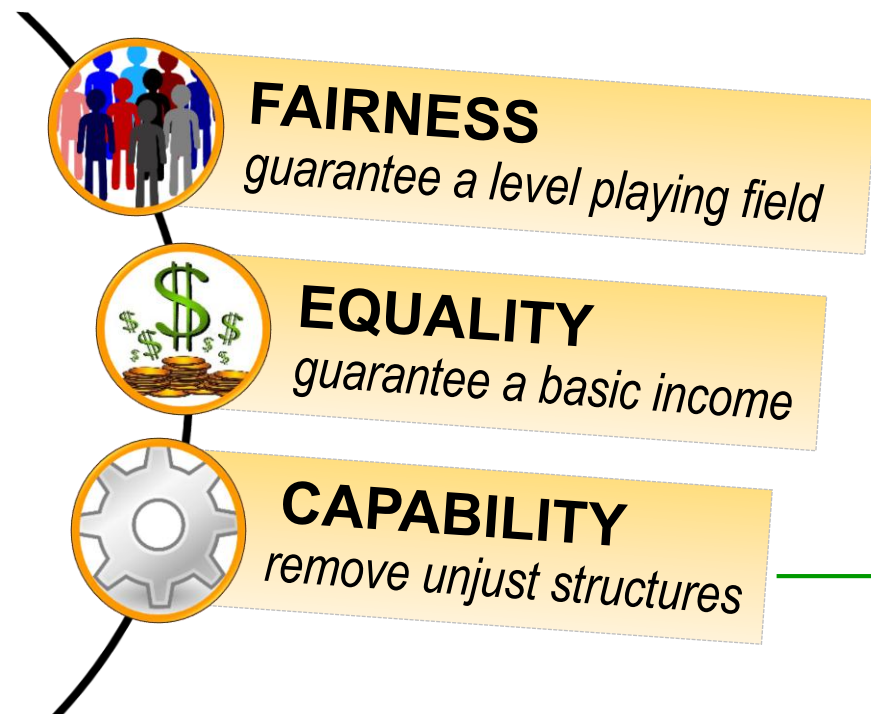 FAIRNESS
guarantee a level playing field
EQUALITY
guarantee a basic income
CAPABILITY
remove unjust structures